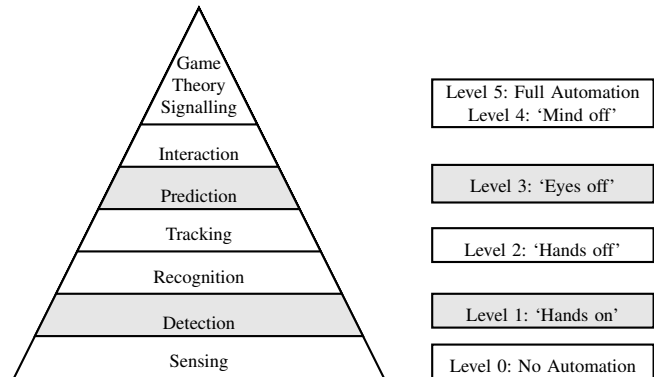 Game
Theory
Signalling
Interaction
Prediction
Tracking
Recognition
Detection
Sensing
Level 5: Full Automation
Level 4: ‘Mind off’
Level 3: ‘Eyes off’
Level 2: ‘Hands off’
Level 1: ‘Hands on’
Level 0: No Automation